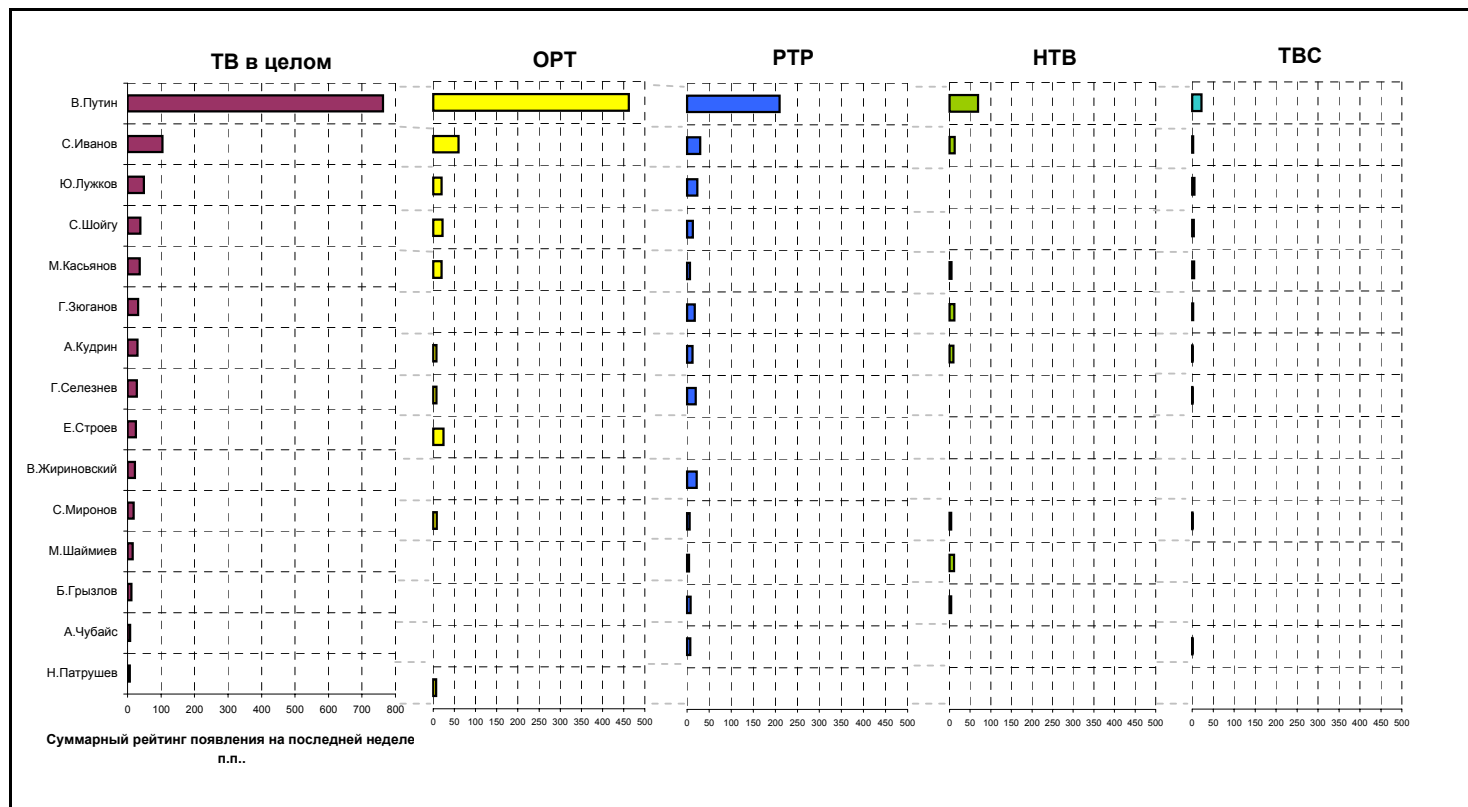 ТВ в целом
ОРТ
РТР
НТВ
ТВС
В.Путин
С.Иванов
Ю.Лужков
С.Шойгу
М.Касьянов
Г.Зюганов
А.Кудрин
Г.Селезнев
Е.Строев
В.Жириновский
С.Миронов
М.Шаймиев
Б.Грызлов
А.Чубайс
Н.Патрушев
0 100 200 300 400 500 600 700 800
0 50 100 150 200 250 300 350 400 450 500
0 50 100 150 200 250 300 350 400 450 500
0 50 100 150 200 250 300 350 400 450 500
0 50 100 150 200 250 300 350 400 450 500
Суммарный рейтинг появления на последней неделе
п.п..